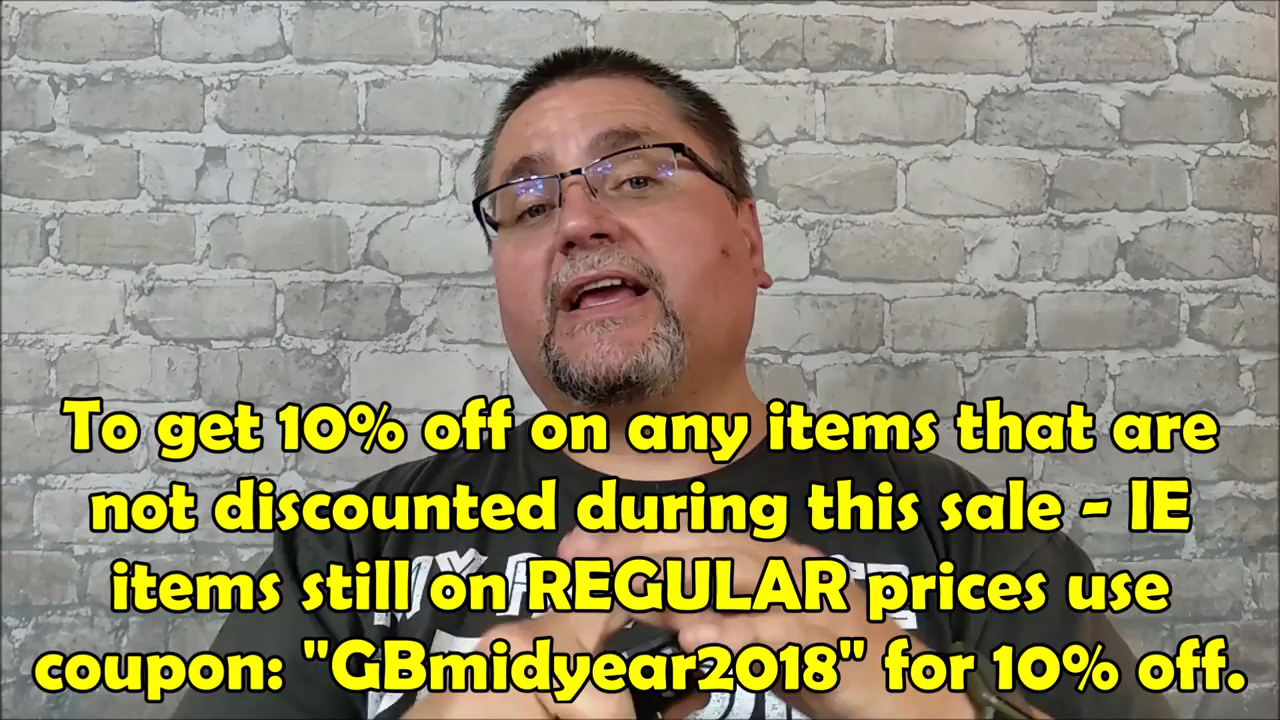 To get 10% off on any items that are
not discounted during this sale - IE
items still on REGULAR prices use
coupon: "GBmidyear2018" for 10% off.